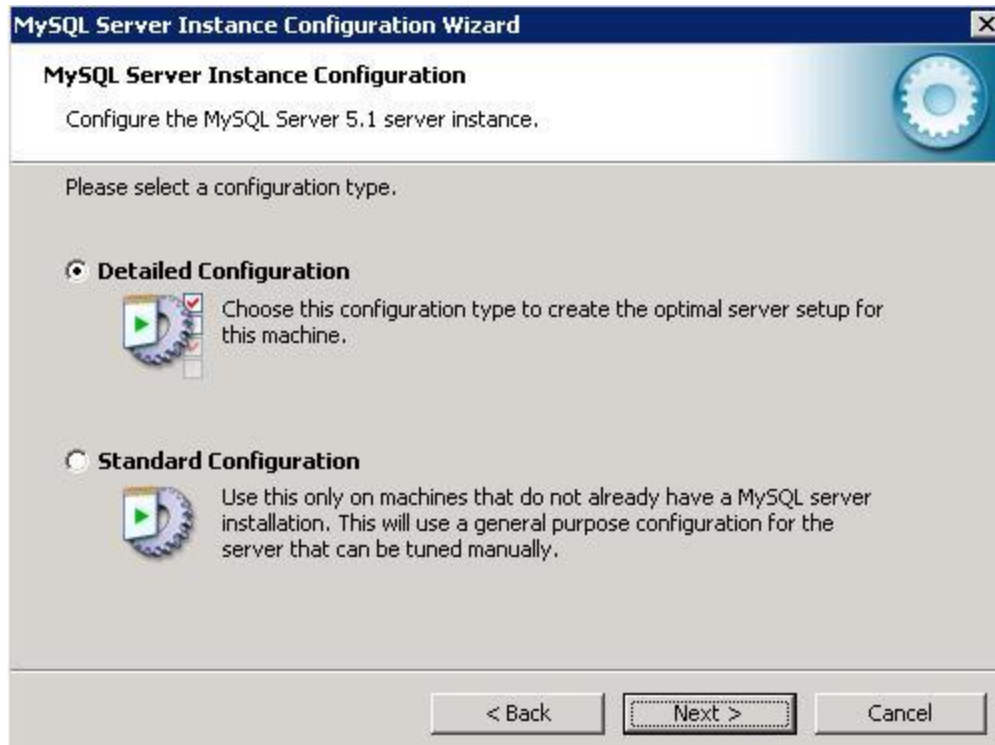 MySQL Server Instance Configuration Wizard
MySQL Server Instance Configuration
Configure the MySQL Server 5.1 server instance.
Please select a configuration type.
Detailed Configuration
Choose this configuration type to create the optimal server setup for
this machine.
Standard Configuration
Use this only on machines that do not already have a MySQL server
installation. This will use a general purpose configuration for the
server that can be tuned manually.
< Back
Next >
Cancel